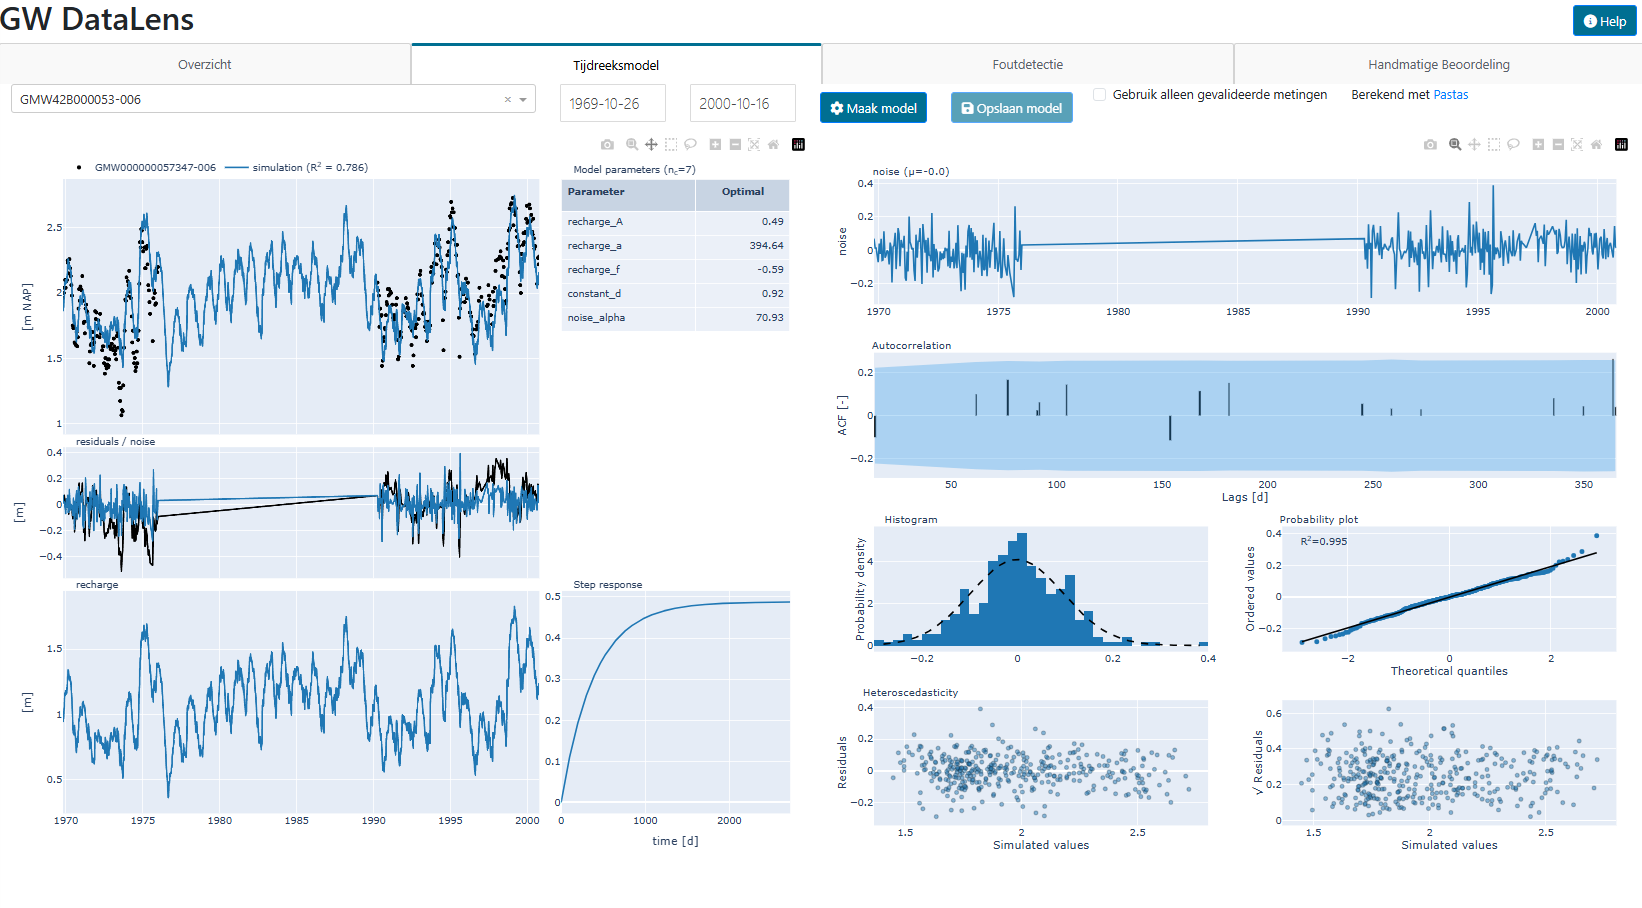 GW DataLens
Help
Overzicht
Tijdreeksmodel
Foutdetectie
Handmatige Beoordeling
GMW42B000053-006
1969-10-26
2000-10-16
Maak model
Opslaan model
Gebruik alleen gevalideerde metingen
Berekend met Pastas
GMW000000057347-006
simulation (R² = 0.786)
[m NAP]
2.5
2
1.5
1
residuals / noise
[m]
0.4
0.2
0
−0.2
−0.4
recharge
[m]
1.5
1
0.5
1970 1975 1980 1985 1990 1995 2000
Model parameters (n꜀=7)
Parameter Optimal
recharge_A 0.49
recharge_a 394.64
recharge_f -0.59
constant_d 0.92
noise_alpha 70.93
Step response
0.5
0.4
0.3
0.2
0.1
0
0 1000 2000
time [d]
noise (μ=-0.0)
noise
0.4
0.2
0
−0.2
1970 1975 1980 1985 1990 1995 2000
Autocorrelation
ACF [-]
0.2
0
−0.2
50 100 150 200 250 300 350
Lags [d]
Histogram
Probability density
4
2
0
−0.2 0 0.2 0.4
Probability plot
R²=0.995
Ordered values
0.4
0.2
0
−0.2
−2 0 2
Theoretical quantiles
Heteroscedasticity
Residuals
0.4
0.2
0
−0.2
1.5 2 2.5
Simulated values
√ Residuals
0.6
0.4
0.2
0
1.5 2 2.5
Simulated values